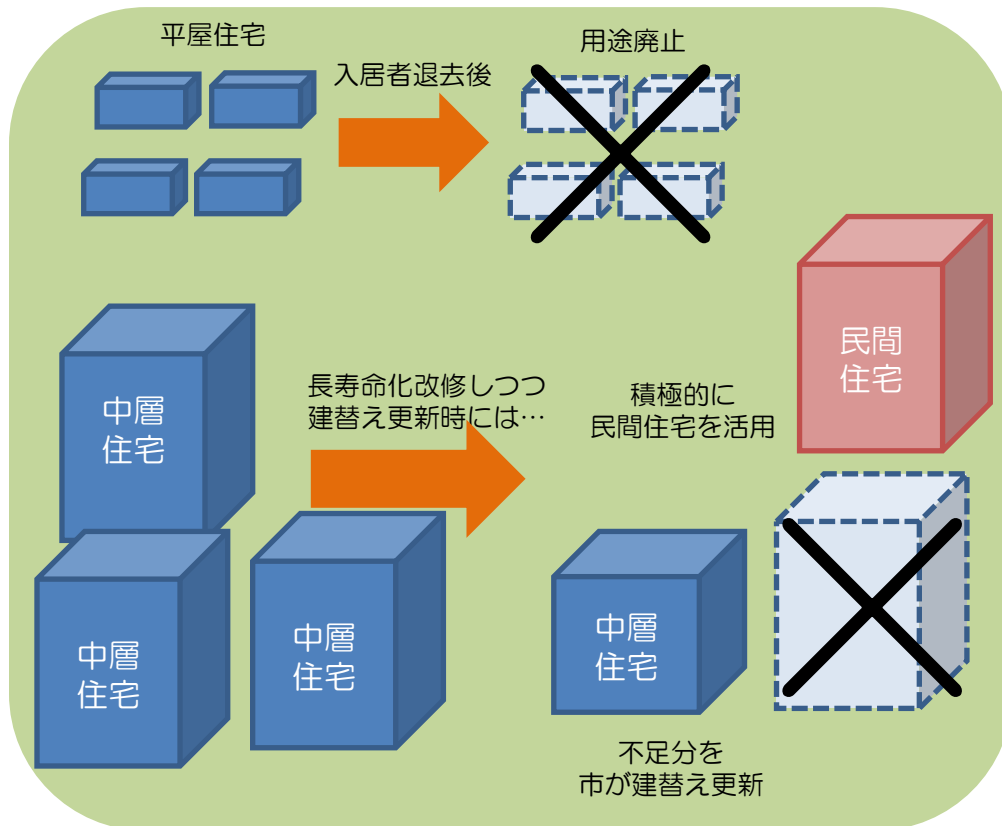 平屋住宅
入居者退去後
用途廃止
中層
住宅
中層
住宅
中層
住宅
長寿命化改修しつつ
建替え更新時には…
積極的に
民間住宅を活用
民間
住宅
中層
住宅
不足分を
市が建替え更新